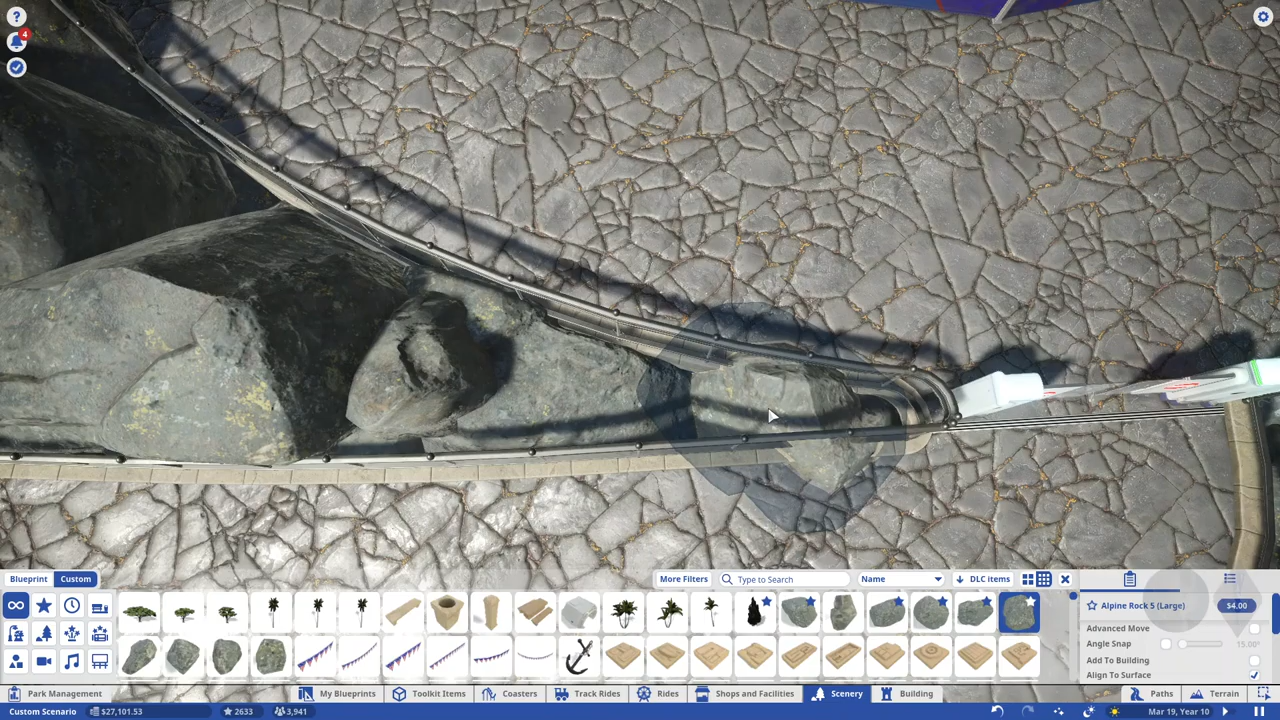 ?
4
Blueprint
Custom
More Filters
Type to Search
Name
DLC items
Alpine Rock 5 (Large)
$4.00
Advanced Move
Angle Snap
15.00°
Add To Building
Align To Surface
Park Management
My Blueprints
Toolkit Items
Coasters
Track Rides
Rides
Shops and Facilities
Scenery
Building
Paths
Terrain
Custom Scenario
$27,101.53
2633
3,941
Mar 19, Year 10